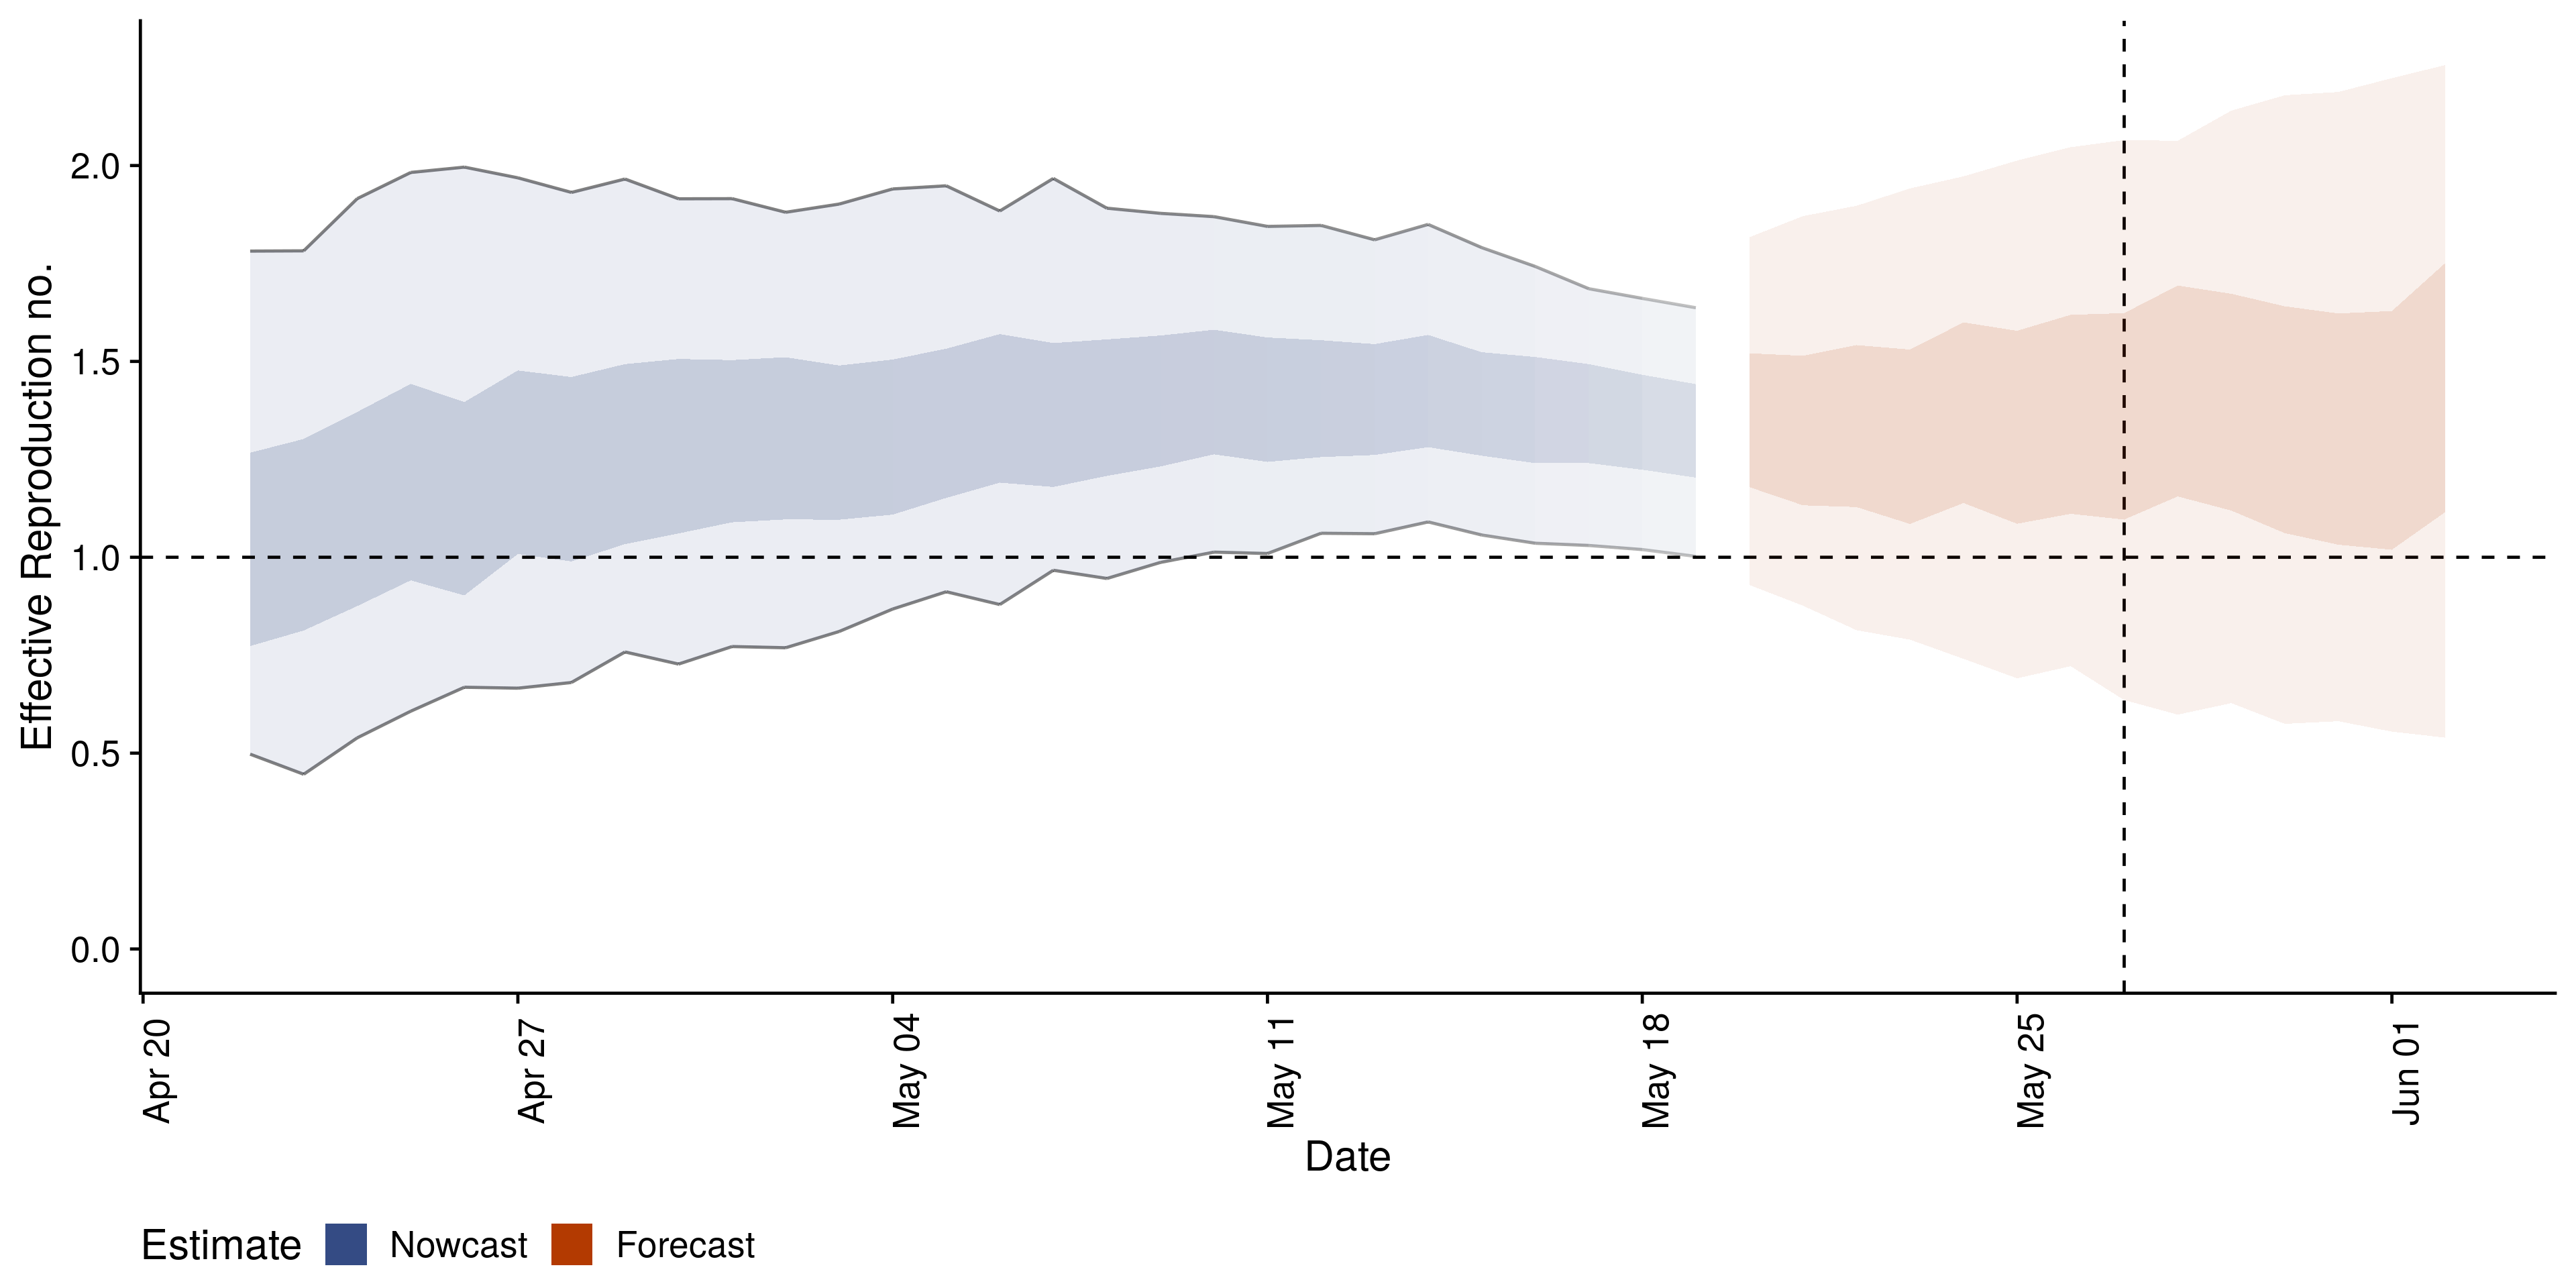 Effective Reproduction no.
2.0
1.5
1.0
0.5
0.0
Apr 20
Apr 27
May 04
May 11
May 18
May 25
Jun 01
Date
Estimate Nowcast Forecast